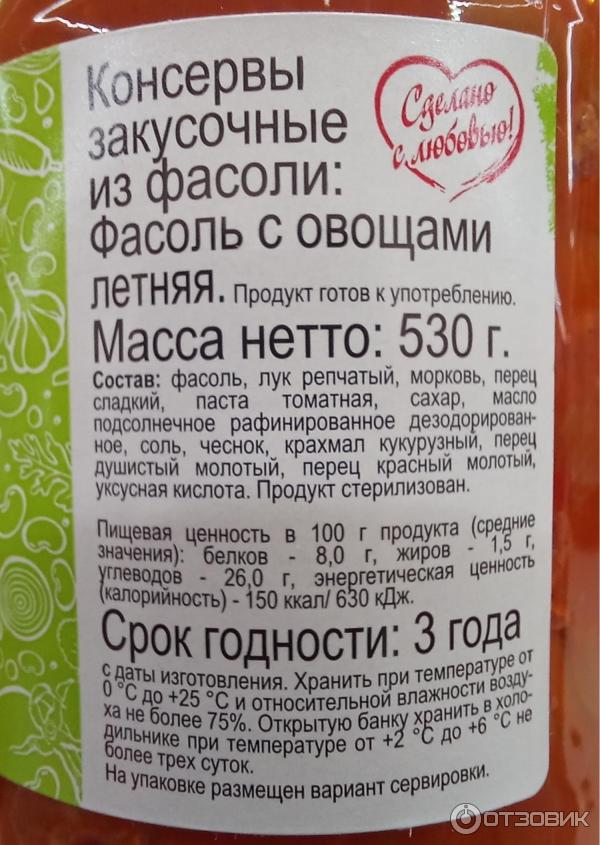 Консервы
закусочные
из фасоли:
Фасоль с овощами
летняя. Продукт готов к употреблению.
Сделано
с любовью!
Масса нетто: 530 г.
Состав: фасоль, лук репчатый, морковь, перец
сладкий, паста томатная, сахар, масло
подсолнечное рафинированное дезодорирован-
ное, соль, чеснок, крахмал кукурузный, перец
душистый молотый, перец красный молотый,
уксусная кислота. Продукт стерилизован.
Пищевая ценность в 100 г продукта (средние
значения): белков - 8,0 г, жиров - 1,5 г,
углеводов - 26,0 г, энергетическая ценность
(калорийность) - 150 ккал/ 630 кДж.
Срок годности: 3 года
с даты изготовления. Хранить при температуре от
0 °С до +25 °С и относительной влажности возду-
ха не более 75%. Открытую банку хранить в холо-
дильнике при температуре от +2 °С до +6 °С не
более трех суток.
На упаковке размещен вариант сервировки.
ОТЗОВИК